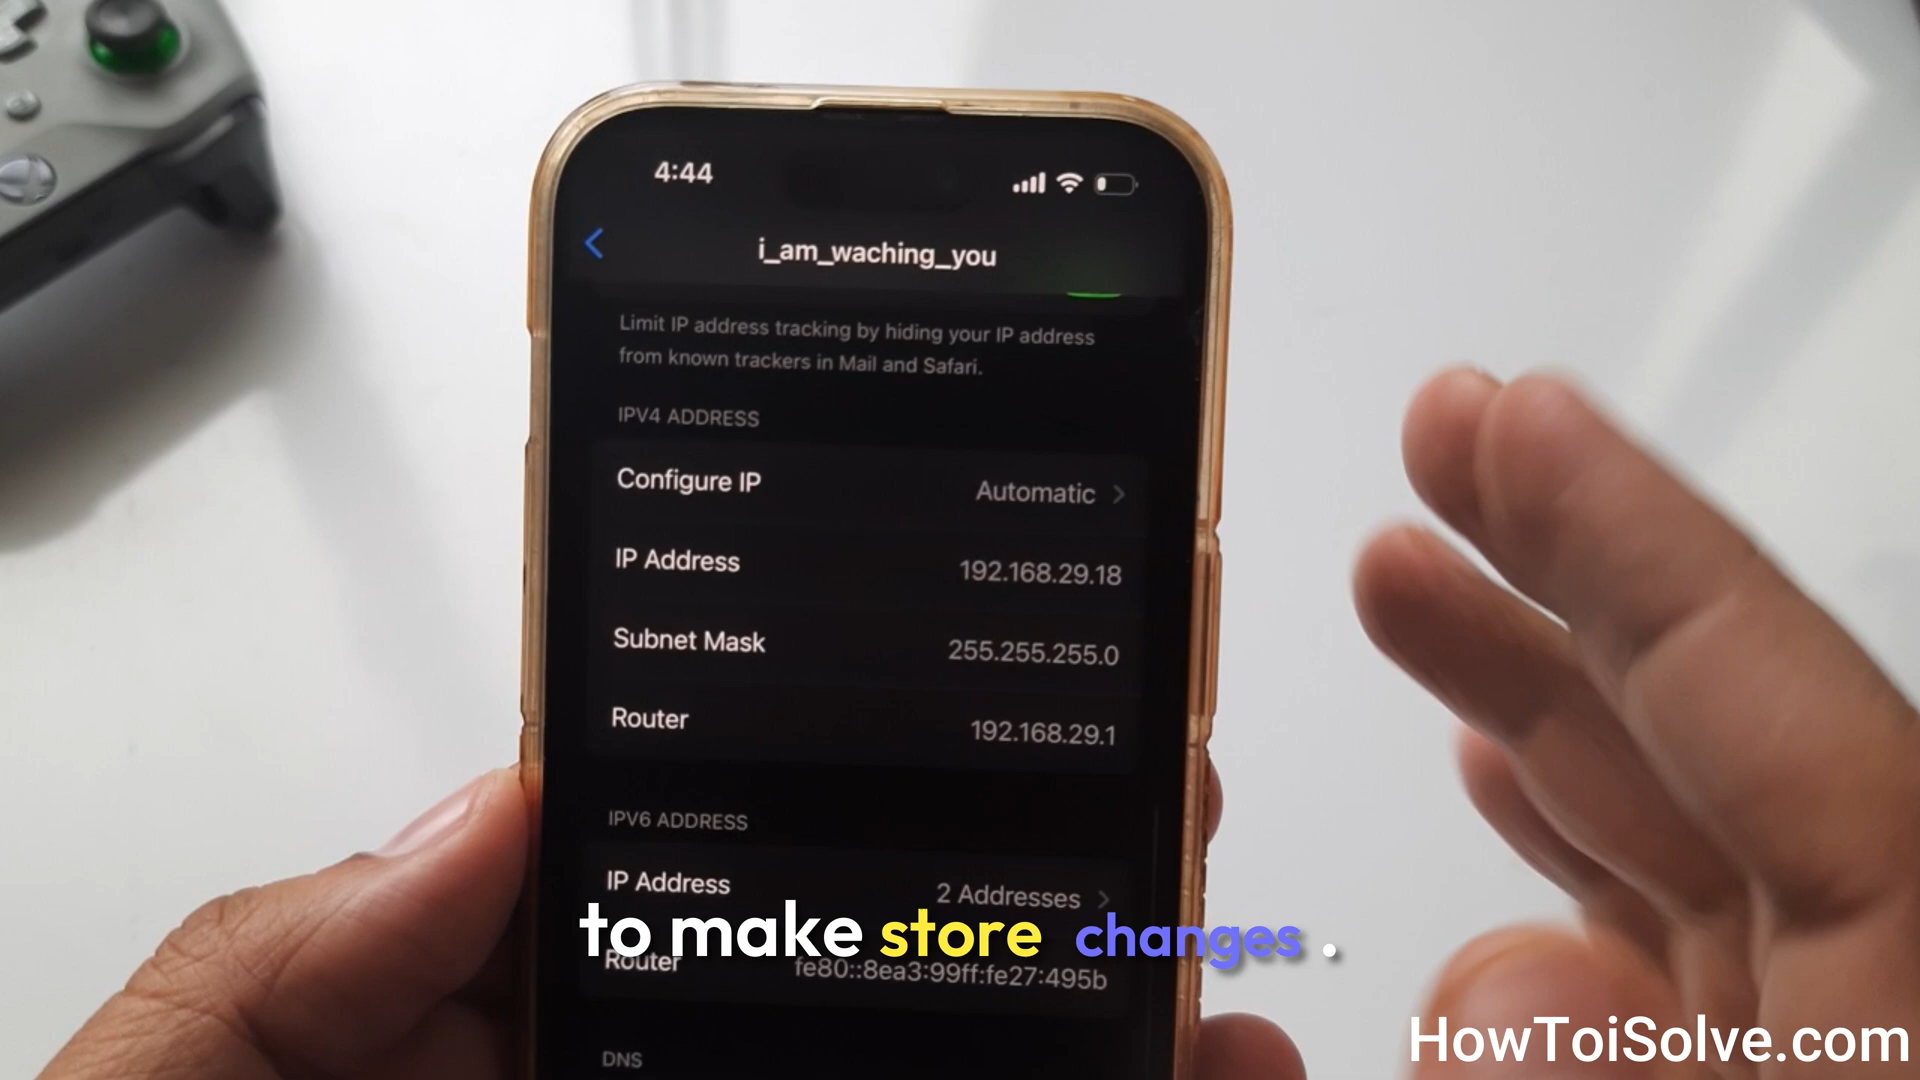 4:44
i_am_waching_you
Limit IP address tracking by hiding your IP address
from known trackers in Mail and Safari.
IPV4 ADDRESS
Configure IP Automatic
IP Address 192.168.29.18
Subnet Mask 255.255.255.0
Router 192.168.29.1
IPV6 ADDRESS
IP Address 2 Addresses
to make store changes .
Router fe80::8ea3:99ff:fe27:495b
DNS
HowToiSolve.com